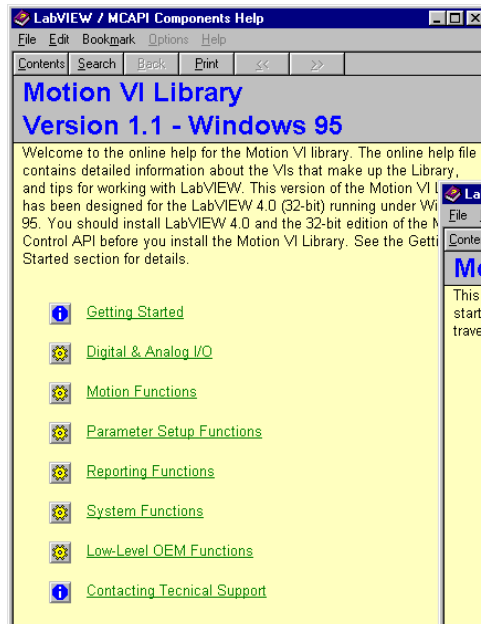 LabVIEW / MCAPI Components Help
File Edit Bookmark Options Help
Contents Search Back Print << >>
Motion VI Library
Version 1.1 - Windows 95
Welcome to the online help for the Motion VI library. The online help file
contains detailed information about the VIs that make up the Library,
and tips for working with LabVIEW. This version of the Motion VI
has been designed for the LabVIEW 4.0 (32-bit) running under
95. You should install LabVIEW 4.0 and the 32-bit edition of the
Control API before you install the Motion VI Library. See the
Started section for details.
Getting Started
Digital & Analog I/O
Motion Functions
Parameter Setup Functions
Reporting Functions
System Functions
Low-Level OEM Functions
Contacting Tecnical Support
File
This